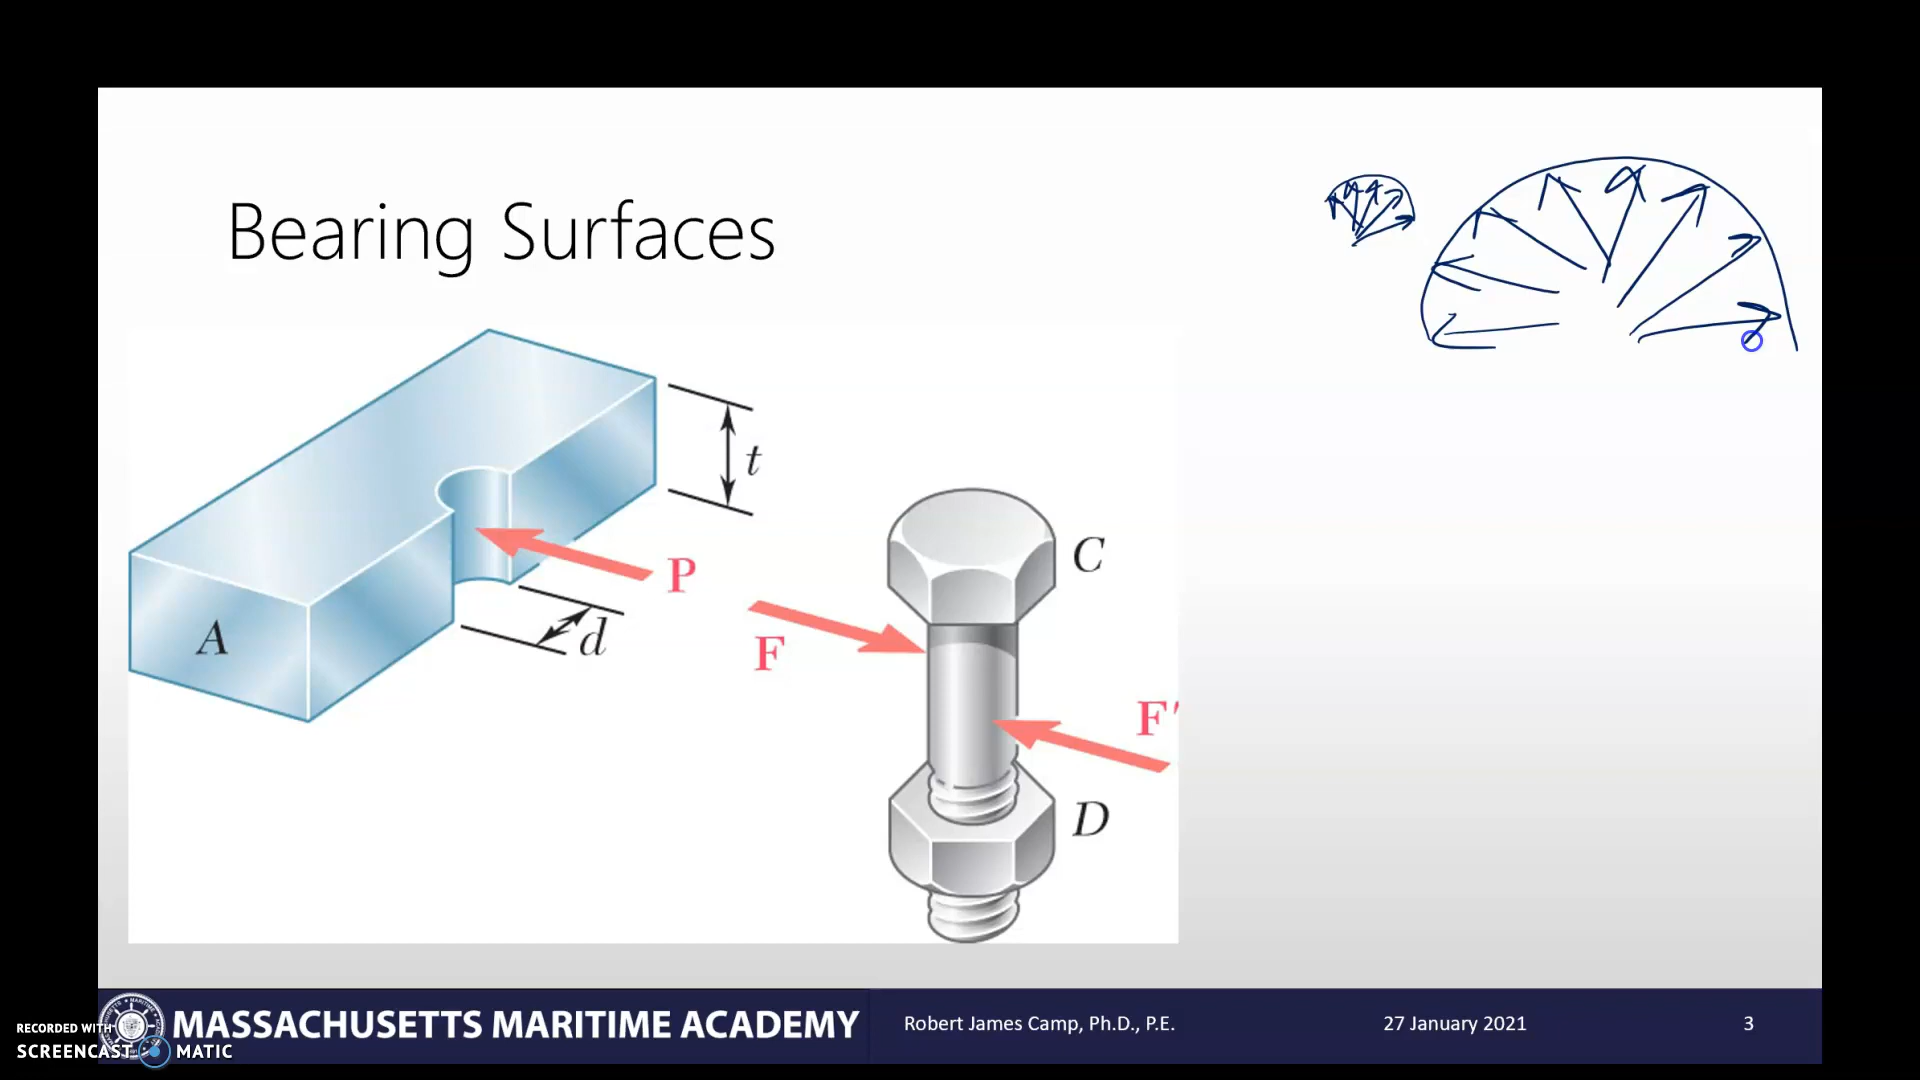 Bearing Surfaces
t
C
P
A
d
F
F'
D
RECORDED WITH
SCREENCAST MATIC
MASSACHUSETTS MARITIME ACADEMY
Robert James Camp, Ph.D., P.E.
27 January 2021
3